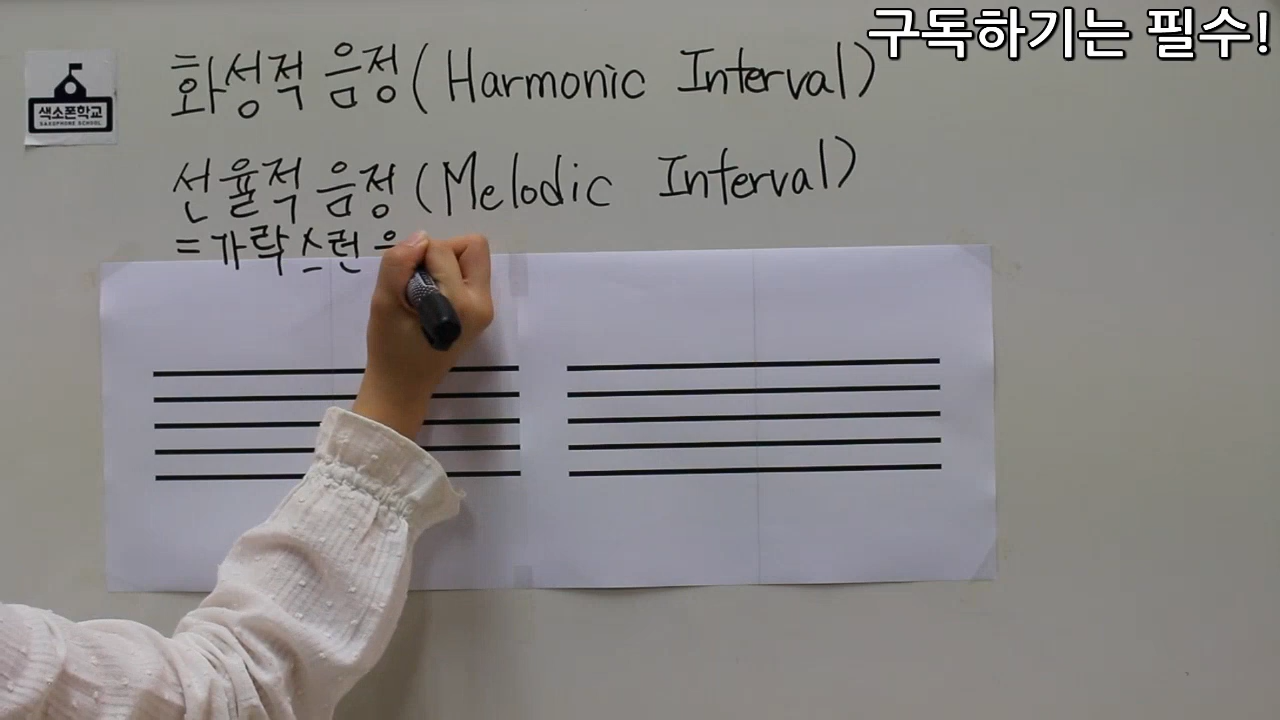 구독하기는 필수!
화성적 음정(Harmonic Interval)
색소폰학교
SAXOPHONE SCHOOL
선율적 음정(Melodic Interval)
=가락스런